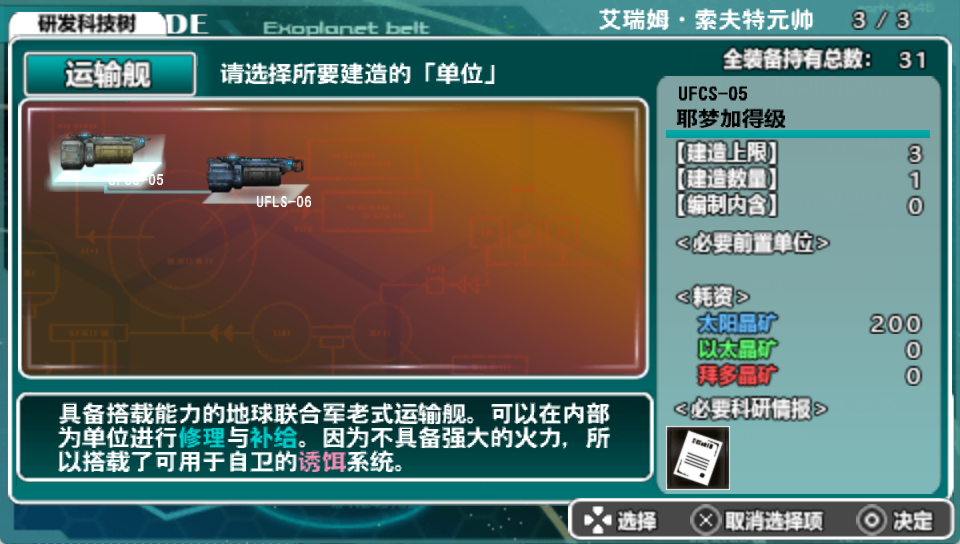 研发科技树
DE
Exoplanet belt
艾瑞姆・索夫特元帅 3 / 3
运输舰
请选择所要建造的「单位」
全装备持有总数: 31
UFCS-05
UFLS-06
UFCS-05
耶梦加得级
【建造上限】 3
【建造数量】 1
【编制内含】 0
<必要前置单位>
<耗资>
太阳晶矿 200
以太晶矿 0
拜多晶矿 0
<必要科研情报>
具备搭载能力的地球联合军老式运输舰。可以在内部
为单位进行修理与补给。因为不具备强大的火力，所
以搭载了可用于自卫的诱饵系统。
选择 取消选择项 决定